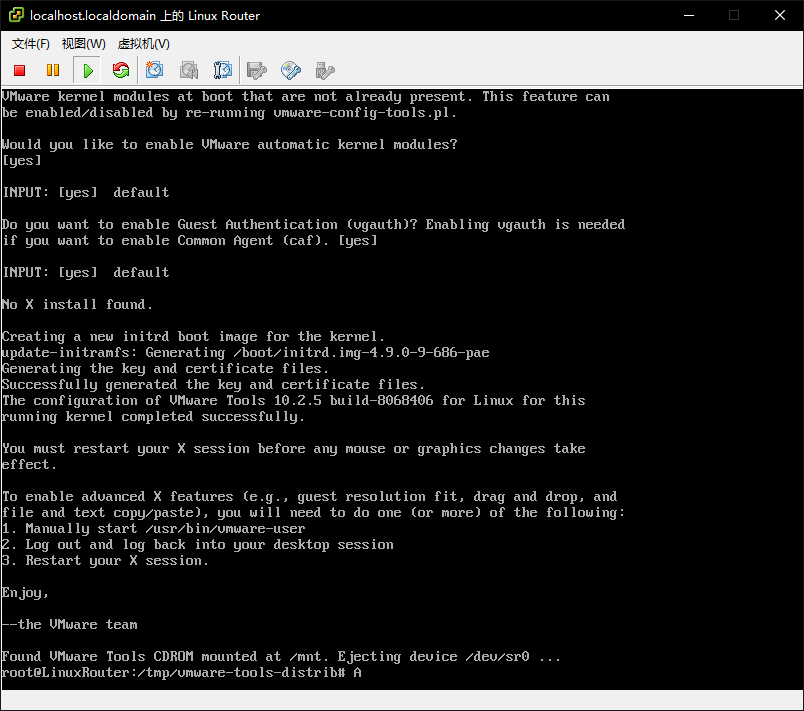 localhost.localdomain 上的 Linux Router
文件(F) 视图(W) 虚拟机(V)
VMware kernel modules at boot that are not already present. This feature can
be enabled/disabled by re-running vmware-config-tools.pl.
Would you like to enable VMware automatic kernel modules?
[yes]
INPUT: [yes]  default
Do you want to enable Guest Authentication (vgauth)? Enabling vgauth is needed
if you want to enable Common Agent (caf). [yes]
INPUT: [yes]  default
No X install found.
Creating a new initrd boot image for the kernel.
update-initramfs: Generating /boot/initrd.img-4.9.0-9-686-pae
Generating the key and certificate files.
Successfully generated the key and certificate files.
The configuration of VMware Tools 10.2.5 build-8068406 for Linux for this
running kernel completed successfully.
You must restart your X session before any mouse or graphics changes take
effect.
To enable advanced X features (e.g., guest resolution fit, drag and drop, and
file and text copy/paste), you will need to do one (or more) of the following:
1. Manually start /usr/bin/vmware-user
2. Log out and log back into your desktop session
3. Restart your X session.
Enjoy,
--the VMware team
Found VMware Tools CDROM mounted at /mnt. Ejecting device /dev/sr0 ...
root@LinuxRouter:/tmp/vmware-tools-distrib# A